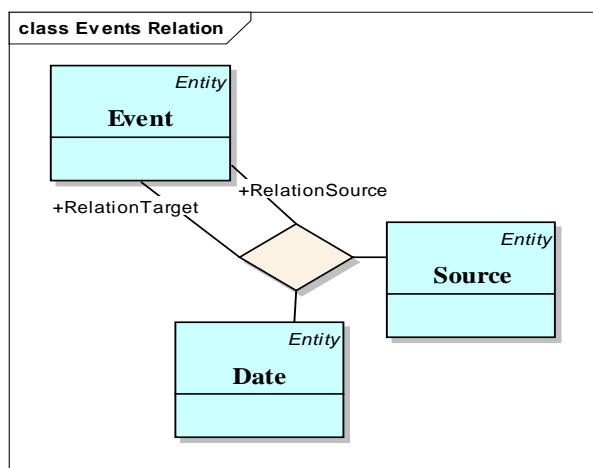 class Events Relation
Entity
Event
+RelationSource
+RelationTarget
Entity
Source
Entity
Date